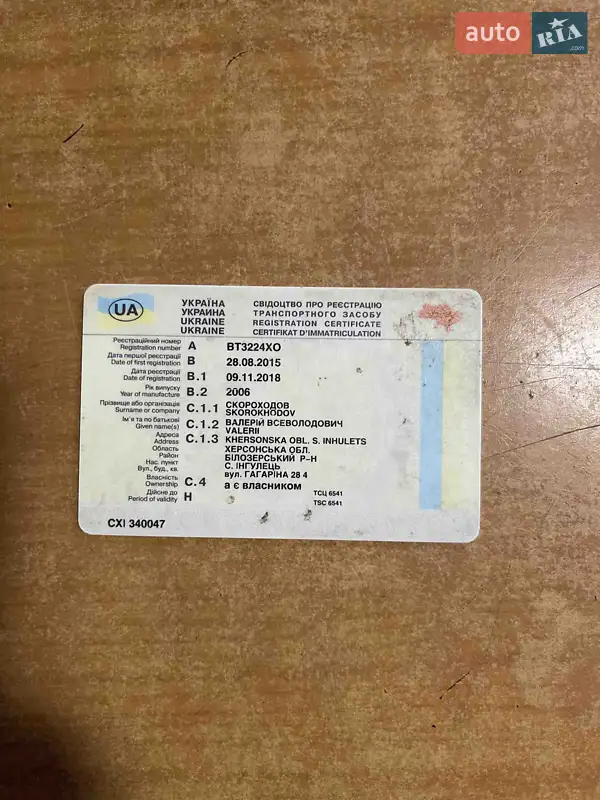 auto RIA.com
UA
УКРАЇНА
УКРАИНА
UKRAINE
UKRAINE
СВІДОЦТВО ПРО РЕЄСТРАЦІЮ
ТРАНСПОРТНОГО ЗАСОБУ
REGISTRATION CERTIFICATE
CERTIFIKAT D'IMMATRICULATION
Реєстраційний номер
Registration number A BT3224XO
Дата першої реєстрації
Date of first registration B 28.08.2015
Дата реєстрації
Date of registration B.1 09.11.2018
Рік випуску
Year of manufacture B.2 2006
Прізвище або організація
Surname or company C.1.1 СКОРОХОДОВ
SKOROKHODOV
Ім'я та по батькові
Given name(s) C.1.2 ВАЛЕРІЙ ВСЕВОЛОДОВИЧ
VALERII
Адреса
Address C.1.3 KHERSONSKA OBL. S. INHULETS
Область ХЕРСОНСЬКА ОБЛ.
Район БІЛОЗЕРСЬКИЙ Р-Н
Нас. пункт С. ІНГУЛЕЦЬ
Вул., буд., кв. вул. ГАГАРІНА 28 4
Власність
Ownership C.4 а є власником
Дійсне до
Period of validity H
ТСЦ 6541
TSC 6541
CXI 340047